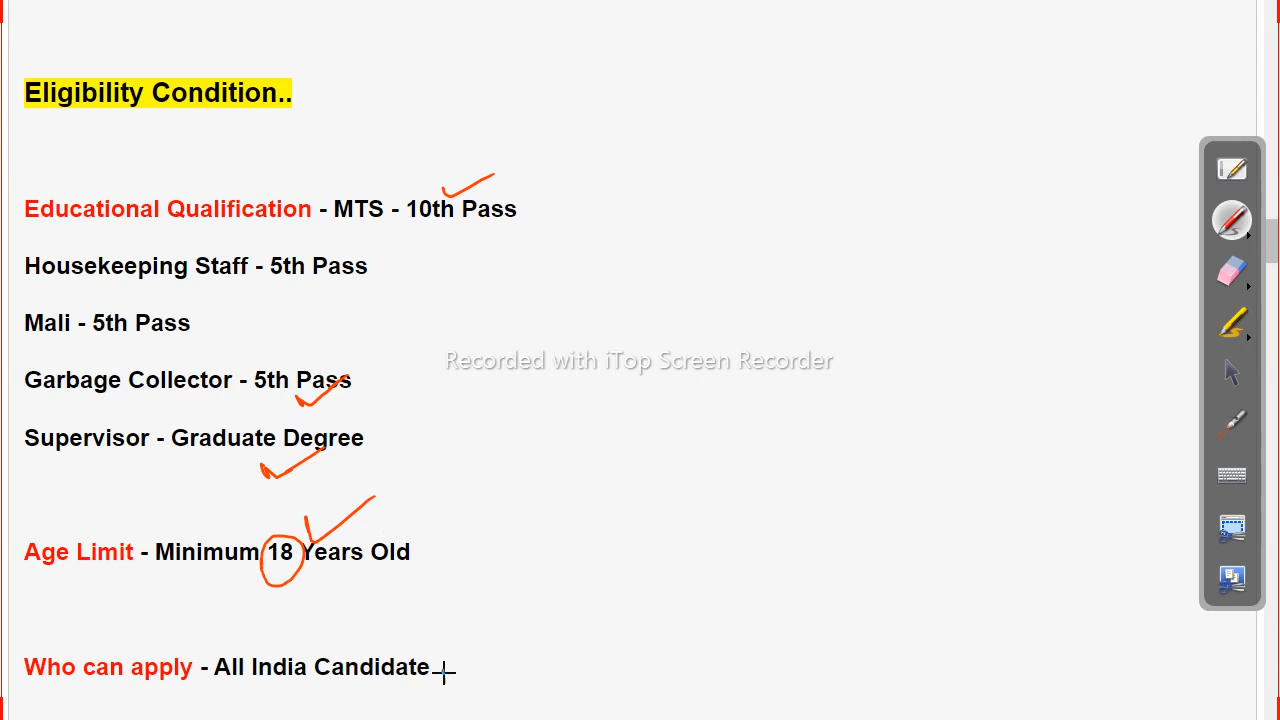 Eligibility Condition..
Educational Qualification - MTS - 10th Pass
Housekeeping Staff - 5th Pass
Mali - 5th Pass
Recorded with iTop Screen Recorder
Garbage Collector - 5th Pass
Supervisor - Graduate Degree
Age Limit - Minimum 18 Years Old
Who can apply - All India Candidate